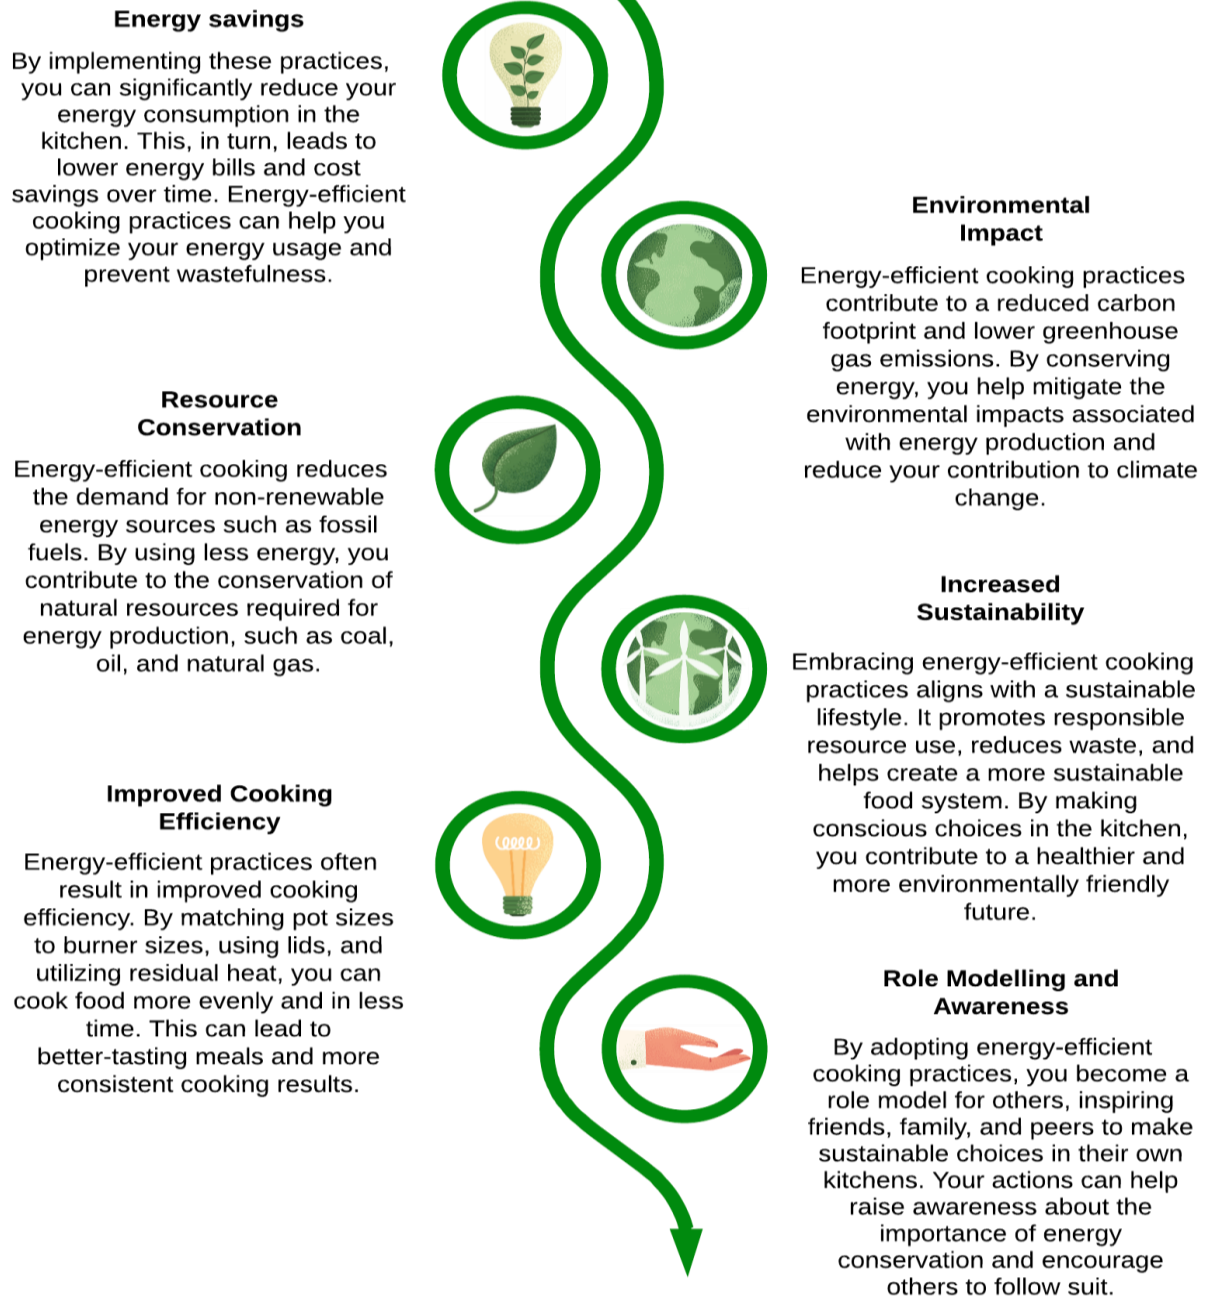 Energy savings
By implementing these practices,
you can significantly reduce your
energy consumption in the
kitchen. This, in turn, leads to
lower energy bills and cost
savings over time. Energy-efficient
cooking practices can help you
optimize your energy usage and
prevent wastefulness.
Environmental
Impact
Energy-efficient cooking practices
contribute to a reduced carbon
footprint and lower greenhouse
gas emissions. By conserving
energy, you help mitigate the
environmental impacts associated
with energy production and
reduce your contribution to climate
change.
Resource
Conservation
Energy-efficient cooking reduces
the demand for non-renewable
energy sources such as fossil
fuels. By using less energy, you
contribute to the conservation of
natural resources required for
energy production, such as coal,
oil, and natural gas.
Increased
Sustainability
Embracing energy-efficient cooking
practices aligns with a sustainable
lifestyle. It promotes responsible
resource use, reduces waste, and
helps create a more sustainable
food system. By making
conscious choices in the kitchen,
you contribute to a healthier and
more environmentally friendly
future.
Improved Cooking
Efficiency
Energy-efficient practices often
result in improved cooking
efficiency. By matching pot sizes
to burner sizes, using lids, and
utilizing residual heat, you can
cook food more evenly and in less
time. This can lead to
better-tasting meals and more
consistent cooking results.
Role Modelling and
Awareness
By adopting energy-efficient
cooking practices, you become a
role model for others, inspiring
friends, family, and peers to make
sustainable choices in their own
kitchens. Your actions can help
raise awareness about the
importance of energy
conservation and encourage
others to follow suit.